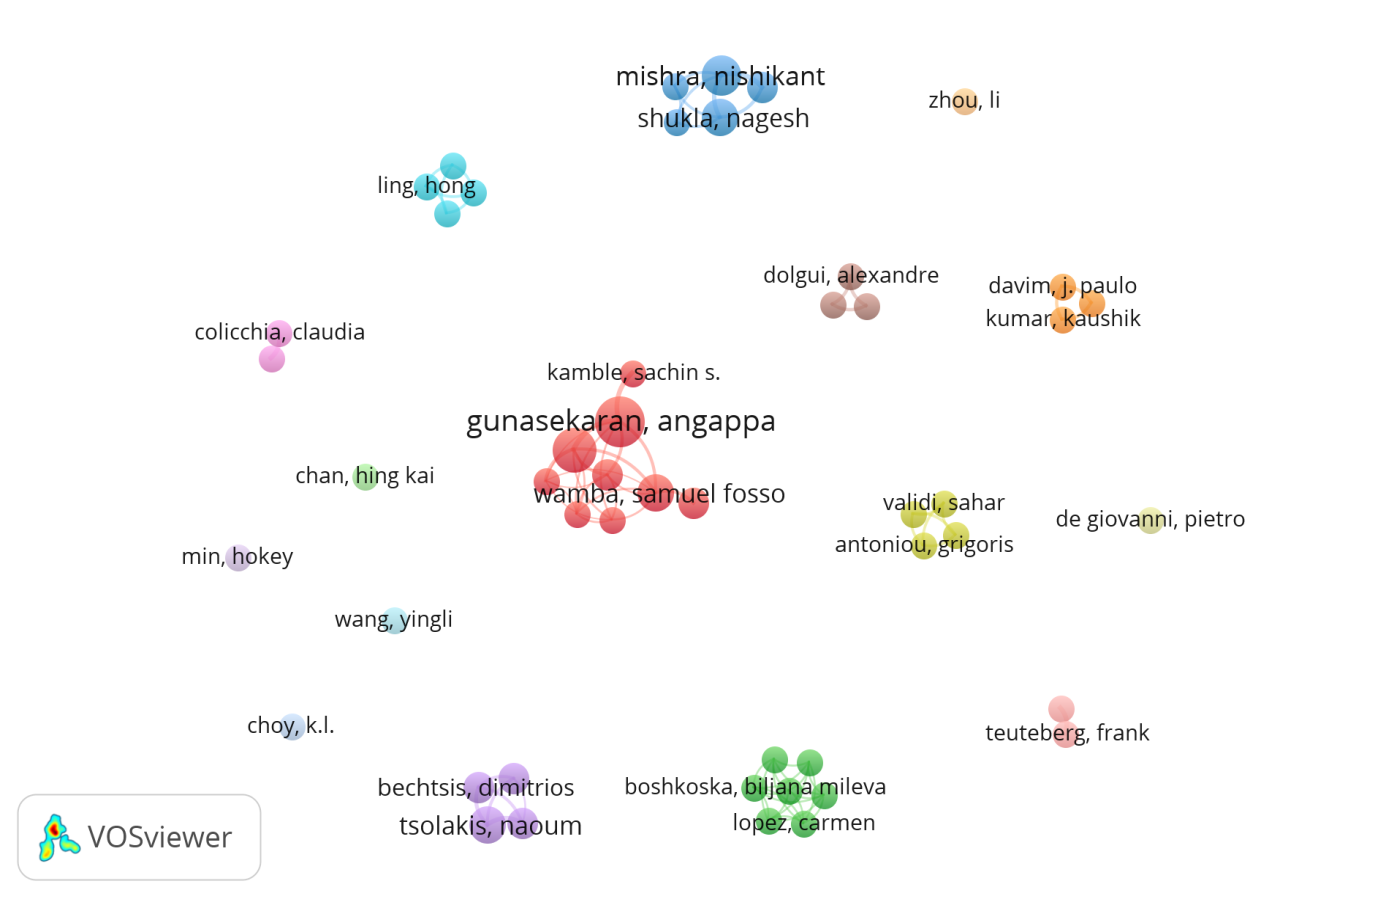 mishra, nishikant
zhou, li
shukla, nagesh
ling, hong
dolgui, alexandre
davim, j. paulo
kumar, kaushik
colicchia, claudia
kamble, sachin s.
gunasekaran, angappa
chan, hing kai
wamba, samuel fosso
validi, sahar
de giovanni, pietro
antoniou, grigoris
min, hokey
wang, yingli
choy, k.l.
teuteberg, frank
bechtsis, dimitrios
boshkoska, biljana mileva
tsolakis, naoum
lopez, carmen
VOSviewer